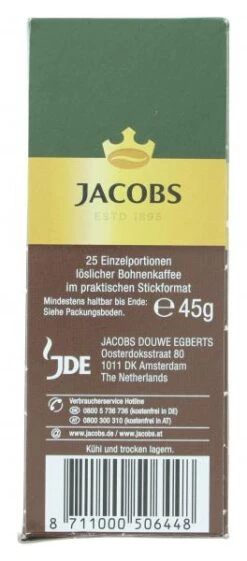 JACOBS
ESTD 1895
25 Einzelportionen
löslicher Bohnenkaffee
im praktischen Stickformat
Mindestens haltbar bis Ende:
Siehe Packungsboden.
℮ 45g
JDE
JACOBS DOUWE EGBERTS
Oosterdoksstraat 80
1011 DK Amsterdam
The Netherlands
Verbraucherservice Hotline
DE 0800 5 736 736 (kostenfrei in DE)
AT 0800 300 310 (kostenfrei in AT)
www.jacobs.de / www.jacobs.at
Kühl und trocken lagern.
8 711000 506448